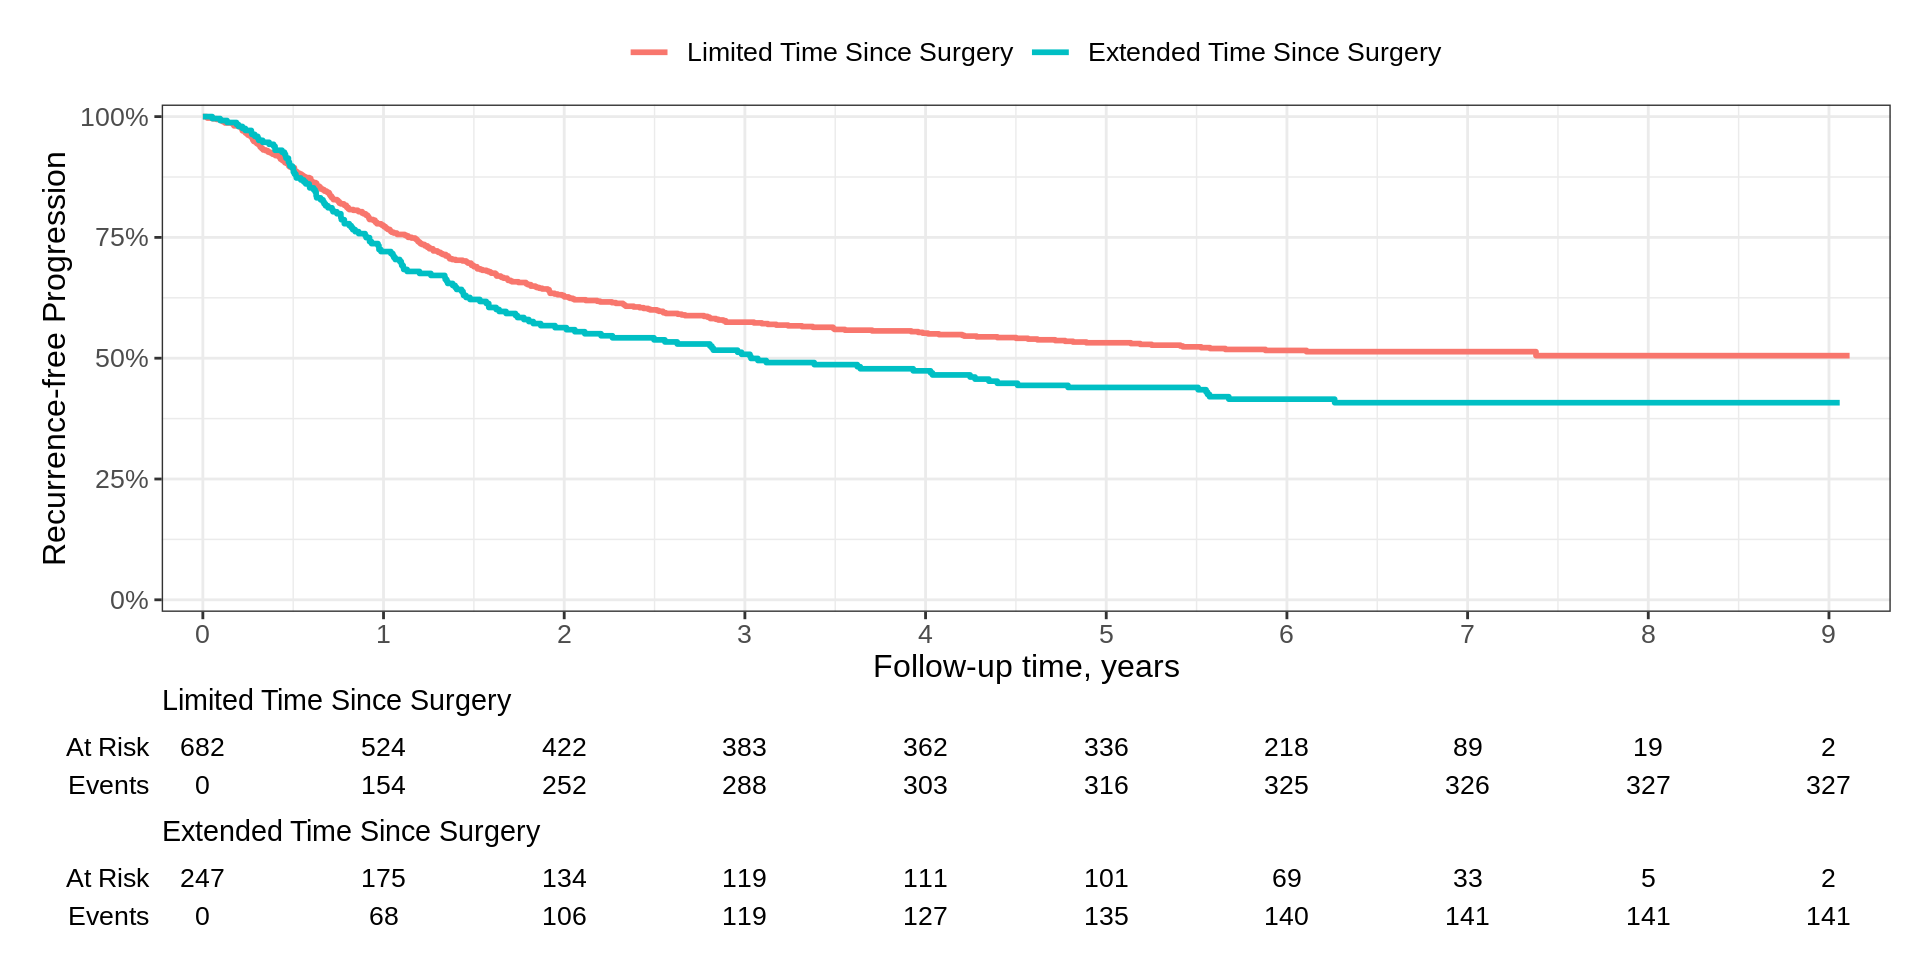 Limited Time Since Surgery Extended Time Since Surgery
100%
75%
50%
25%
0%
Recurrence-free Progression
0 1 2 3 4 5 6 7 8 9
Follow-up time, years
Limited Time Since Surgery
At Risk 682 524 422 383 362 336 218 89 19 2
Events 0 154 252 288 303 316 325 326 327 327
Extended Time Since Surgery
At Risk 247 175 134 119 111 101 69 33 5 2
Events 0 68 106 119 127 135 140 141 141 141